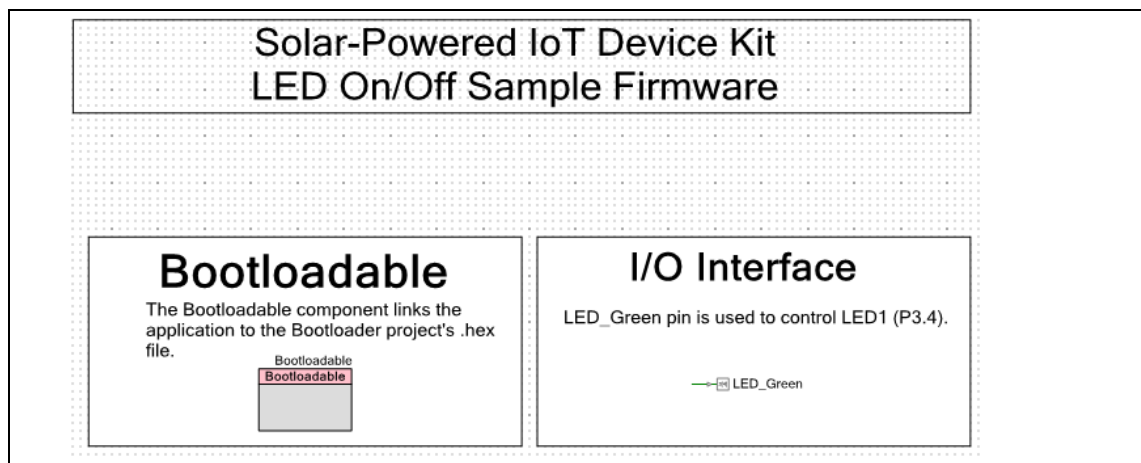 Solar-Powered IoT Device Kit
LED On/Off Sample Firmware
Bootloadable
The Bootloadable component links the
application to the Bootloader project's .hex
file.
Bootloadable
Bootloadable
I/O Interface
LED_Green pin is used to control LED1 (P3.4).
LED_Green